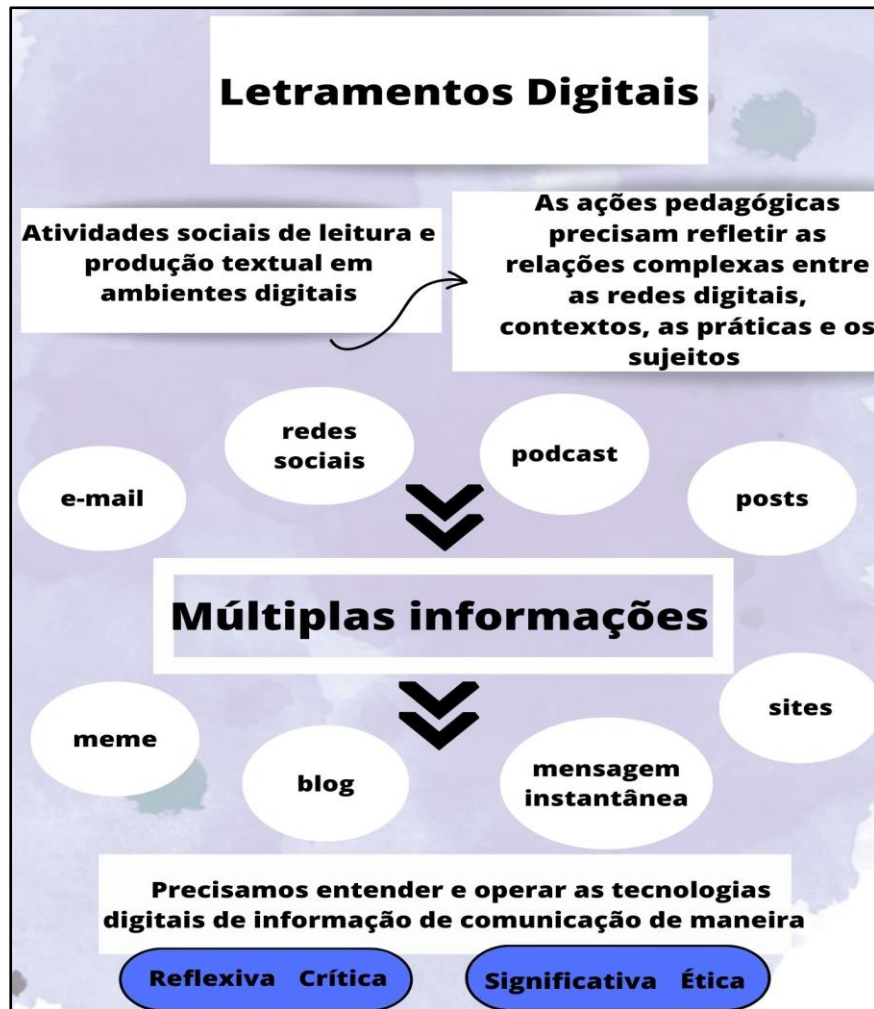 Letramentos Digitais
Atividades sociais de leitura e
produção textual em
ambientes digitais
As ações pedagógicas
precisam refletir as
relações complexas entre
as redes digitais,
contextos, as práticas e os
sujeitos
redes
sociais
podcast
e-mail
posts
Múltiplas informações
sites
meme
blog
mensagem
instantânea
Precisamos entender e operar as tecnologias
digitais de informação de comunicação de maneira
Reflexiva Crítica
Significativa Ética